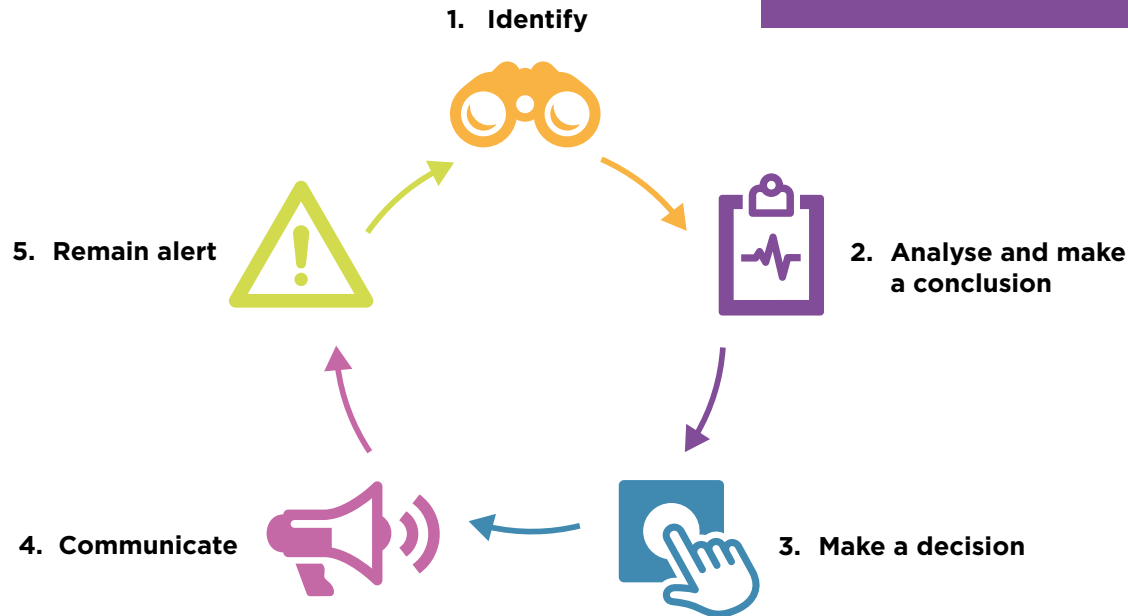 1. Identify
2. Analyse and make
a conclusion
3. Make a decision
4. Communicate
5. Remain alert